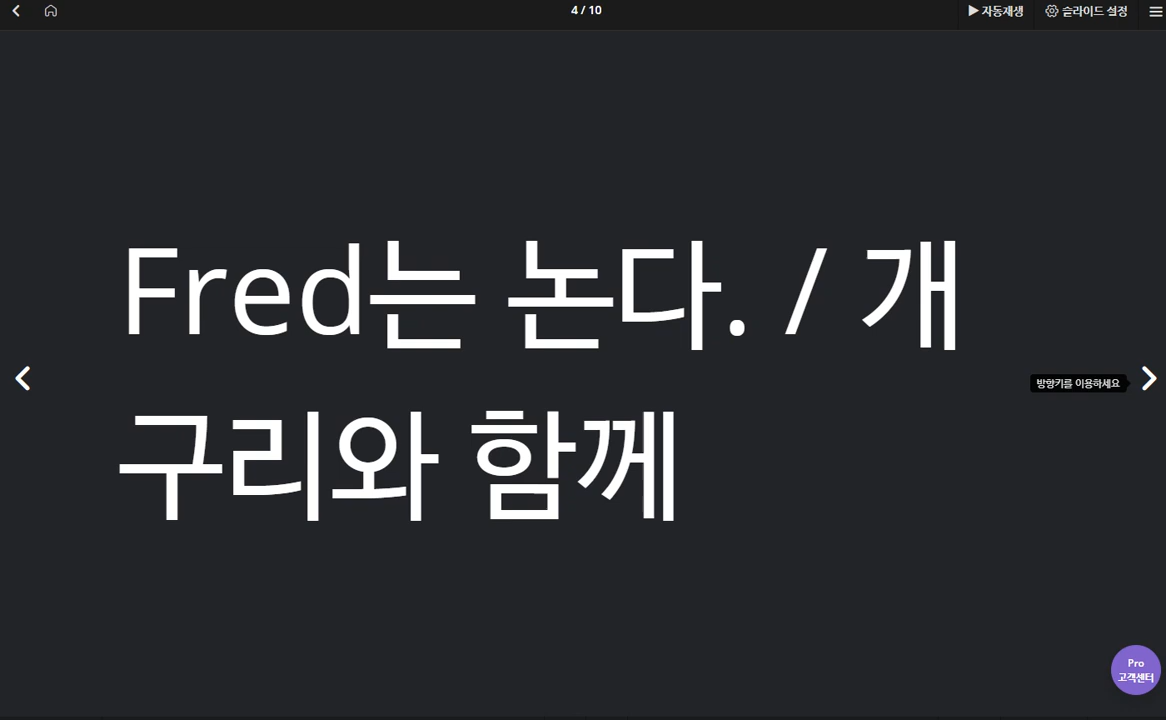 4 / 10
자동재생
슬라이드 설정
Fred는 논다. / 개
구리와 함께
방향키를 이용하세요
Pro
고객센터